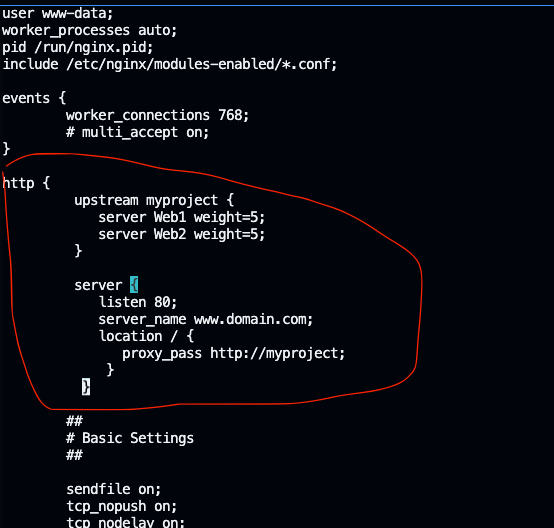 user www-data;
worker_processes auto;
pid /run/nginx.pid;
include /etc/nginx/modules-enabled/*.conf;
events {
worker_connections 768;
# multi_accept on;
}
http {
upstream myproject {
server Web1 weight=5;
server Web2 weight=5;
}
server {
listen 80;
server_name www.domain.com;
location / {
proxy_pass http://myproject;
}
}
##
# Basic Settings
##
sendfile on;
tcp_nopush on;
tcp_nodelay on;